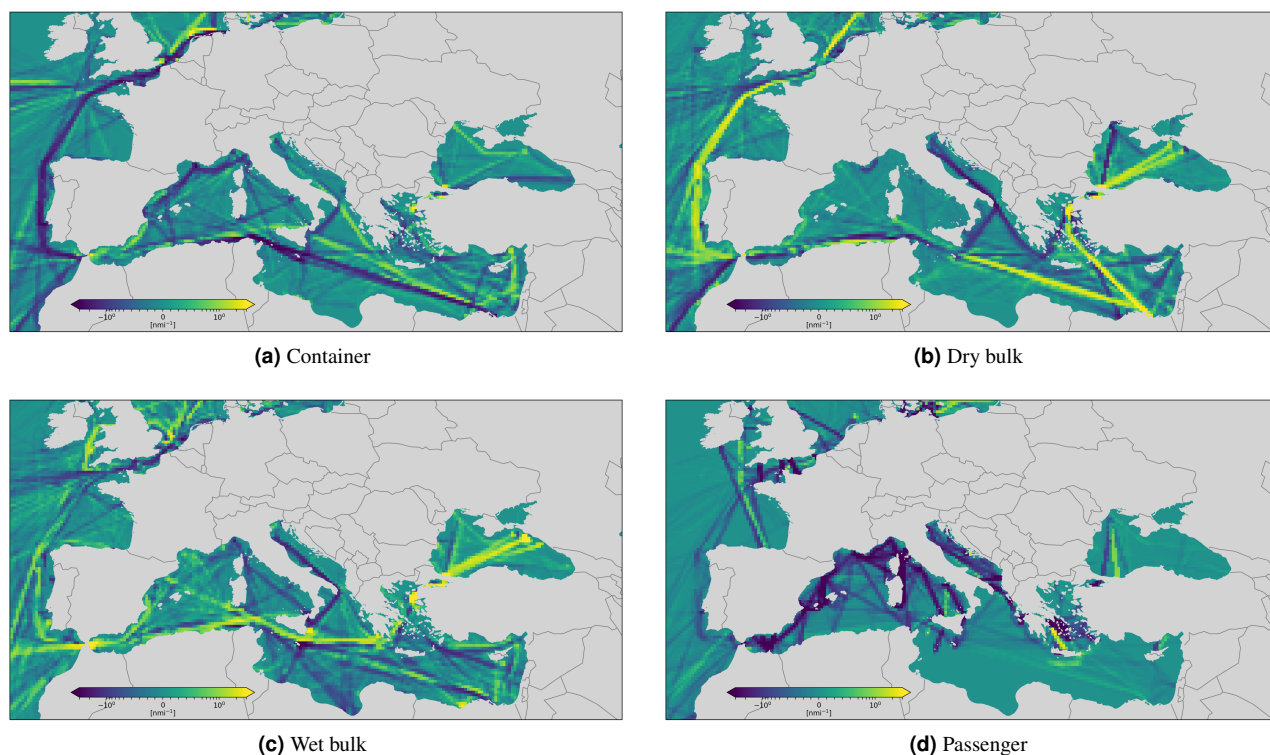 −10⁰ 0 10⁰
[nmi⁻¹]
−10⁰ 0 10⁰
[nmi⁻¹]
(a) Container
(b) Dry bulk
−10⁰ 0 10⁰
[nmi⁻¹]
−10⁰ 0 10⁰
[nmi⁻¹]
(c) Wet bulk
(d) Passenger